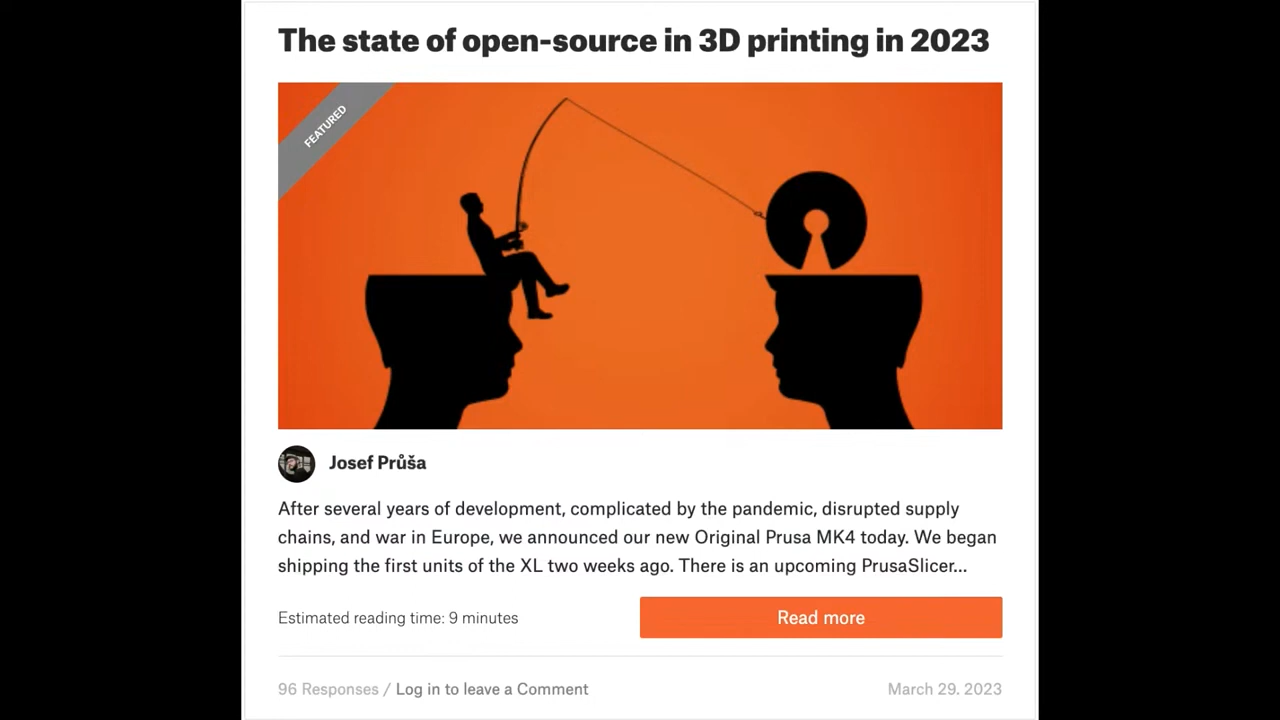 The state of open-source in 3D printing in 2023
FEATURED
Josef Průša
After several years of development, complicated by the pandemic, disrupted supply
chains, and war in Europe, we announced our new Original Prusa MK4 today. We began
shipping the first units of the XL two weeks ago. There is an upcoming PrusaSlicer...
Estimated reading time: 9 minutes
Read more
96 Responses / Log in to leave a Comment
March 29. 2023